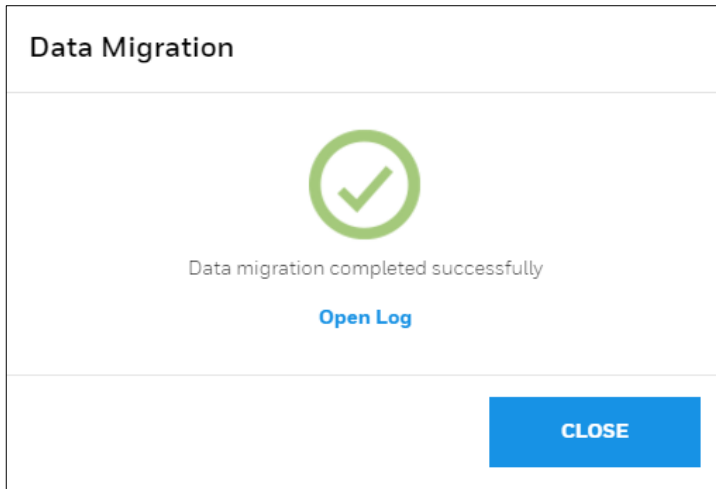 Data Migration
Data migration completed successfully
Open Log
CLOSE